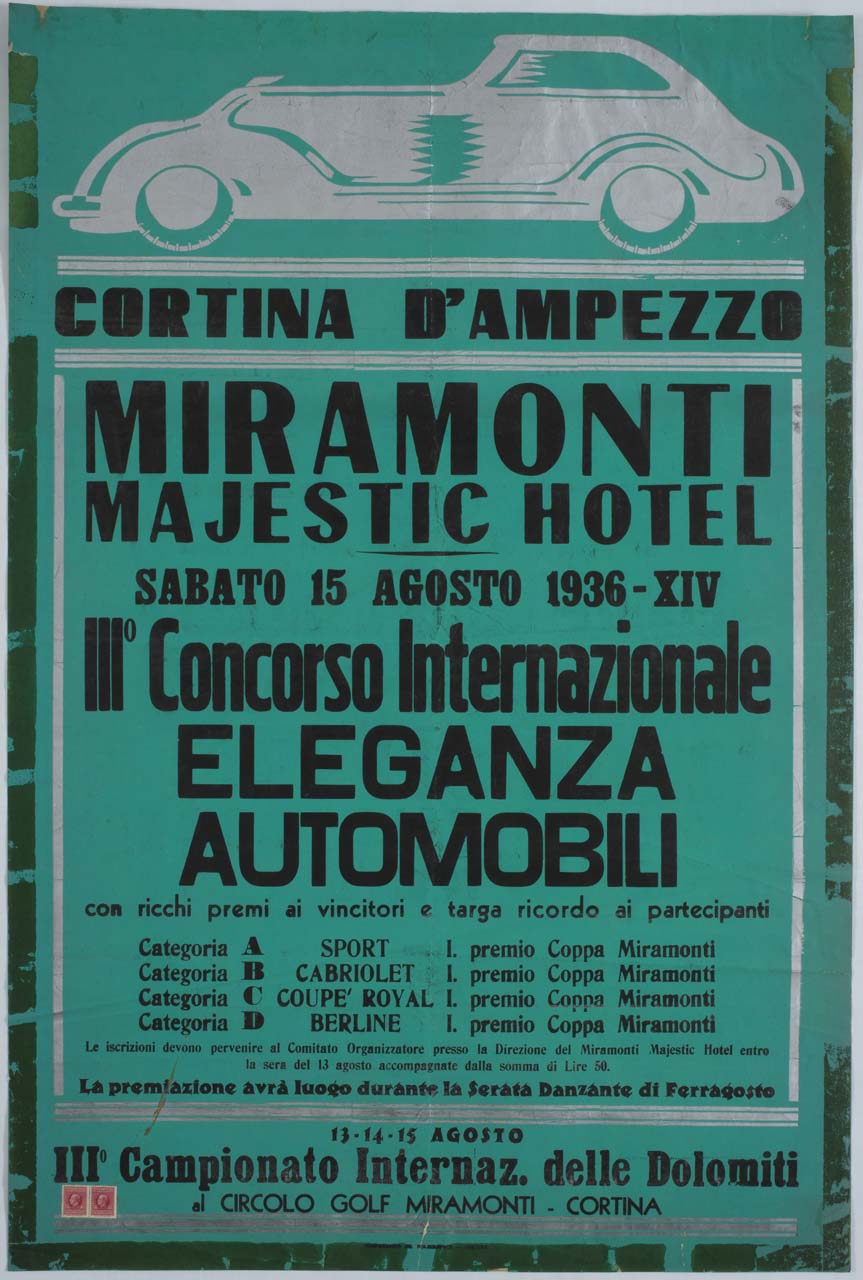 CORTINA D'AMPEZZO
MIRAMONTI
MAJESTIC HOTEL
SABATO 15 AGOSTO 1936-XIV
IIIº Concorso Internazionale
ELEGANZA
AUTOMOBILI
con ricchi premi ai vincitori e targa ricordo ai partecipanti
Categoria A SPORT I. premio Coppa Miramonti
Categoria B CABRIOLET I. premio Coppa Miramonti
Categoria C COUPE' ROYAL I. premio Coppa Miramonti
Categoria D BERLINE I. premio Coppa Miramonti
Le iscrizioni devono pervenire al Comitato Organizzatore presso la Direzione del Miramonti Majestic Hotel entro
la sera del 13 agosto accompagnate dalla somma di Lire 50.
La premiazione avrà luogo durante la Serata Danzante di Ferragosto
13-14-15 AGOSTO
IIIº Campionato Internaz. delle Dolomiti
al CIRCOLO GOLF MIRAMONTI - CORTINA